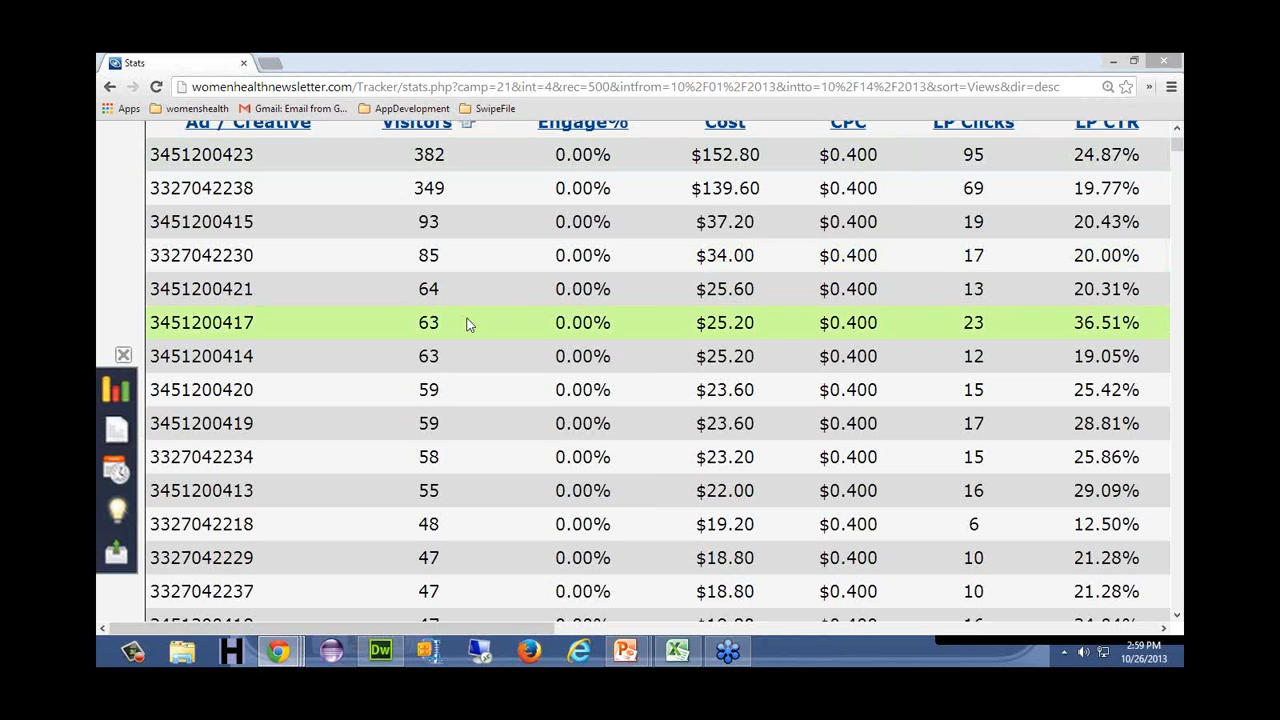 Stats
womenhealthnewsletter.com/Tracker/stats.php?camp=21&int=4&rec=500&intfrom=10%2F01%2F2013&intto=10%2F14%2F2013&sort=Views&dir=desc
Apps womenshealth Gmail: Email from G... AppDevelopment SwipeFile
Ad / Creative Visitors Engage% Cost CPC LP Clicks LP CTR
3451200423 382 0.00% $152.80 $0.400 95 24.87%
3327042238 349 0.00% $139.60 $0.400 69 19.77%
3451200415 93 0.00% $37.20 $0.400 19 20.43%
3327042230 85 0.00% $34.00 $0.400 17 20.00%
3451200421 64 0.00% $25.60 $0.400 13 20.31%
3451200417 63 0.00% $25.20 $0.400 23 36.51%
3451200414 63 0.00% $25.20 $0.400 12 19.05%
3451200420 59 0.00% $23.60 $0.400 15 25.42%
3451200419 59 0.00% $23.60 $0.400 17 28.81%
3327042234 58 0.00% $23.20 $0.400 15 25.86%
3451200413 55 0.00% $22.00 $0.400 16 29.09%
3327042218 48 0.00% $19.20 $0.400 6 12.50%
3327042229 47 0.00% $18.80 $0.400 10 21.28%
3327042237 47 0.00% $18.80 $0.400 10 21.28%
H Dw
2:59 PM
10/26/2013